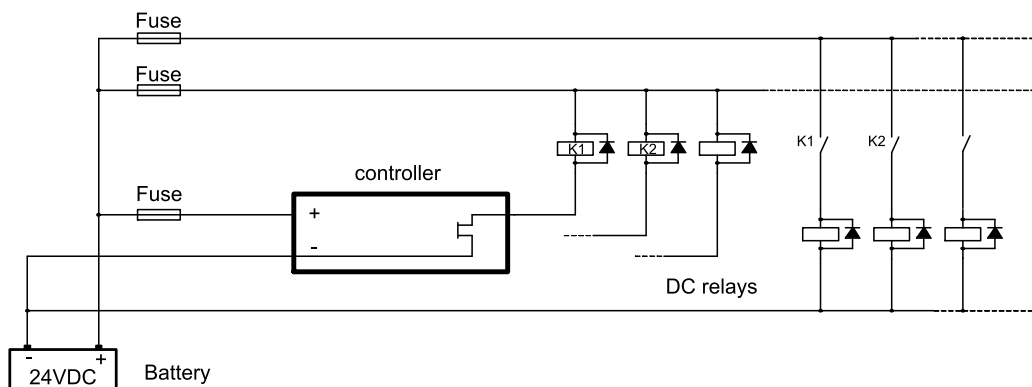 Fuse
Fuse
K1
K2
K1
K2
controller
Fuse
+
-
DC relays
- +
24VDC
Battery